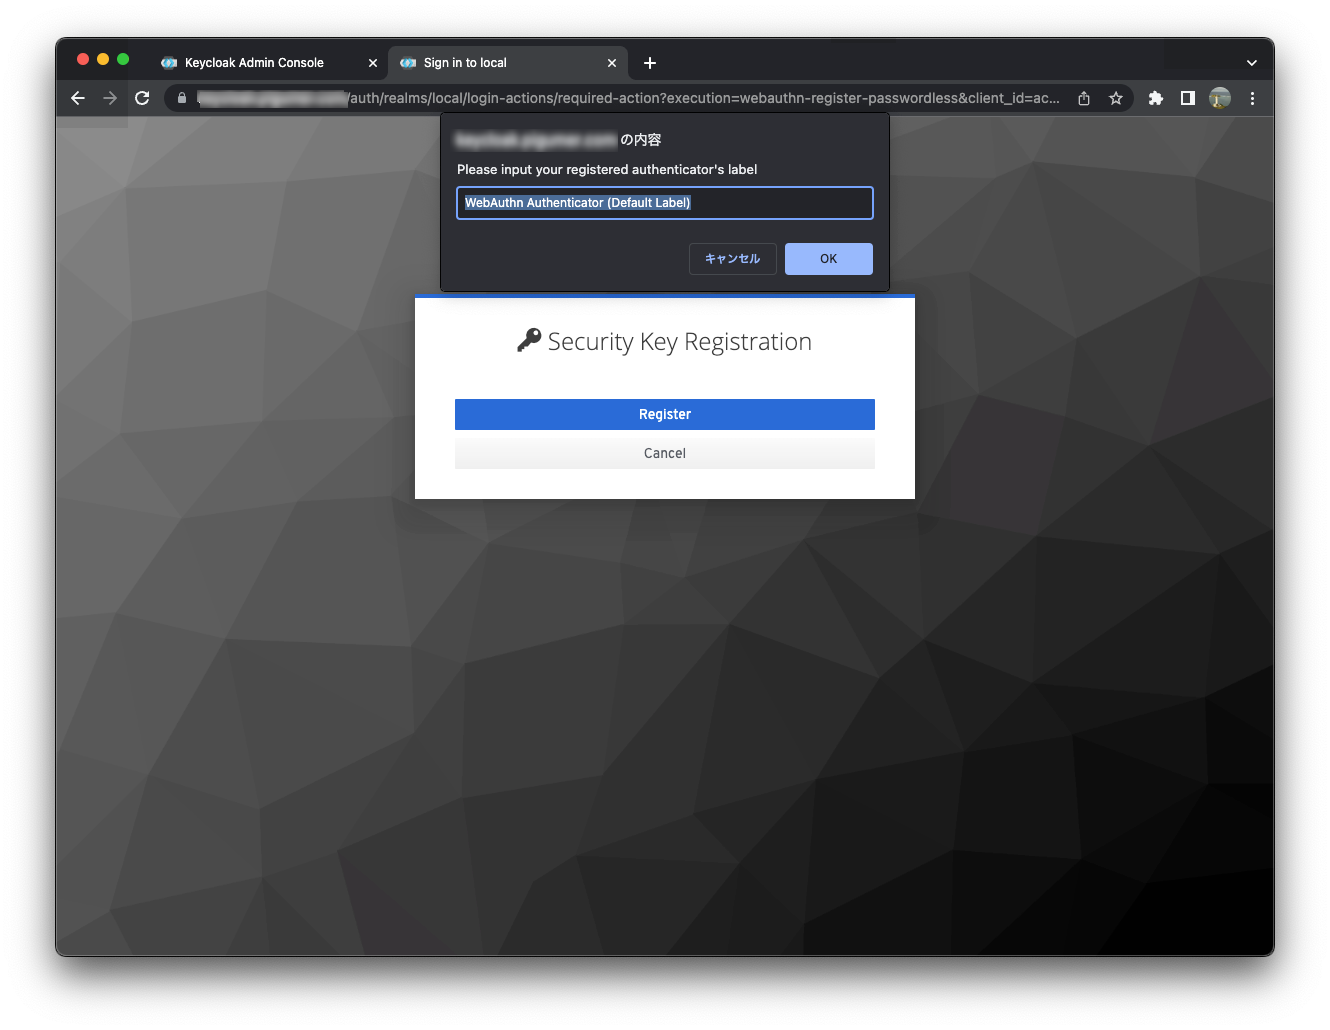 Keycloak Admin Console
Sign in to local
/auth/realms/local/login-actions/required-action?execution=webauthn-register-passwordless&client_id=ac...
の内容
Please input your registered authenticator's label
WebAuthn Authenticator (Default Label)
キャンセル
OK
Security Key Registration
Register
Cancel